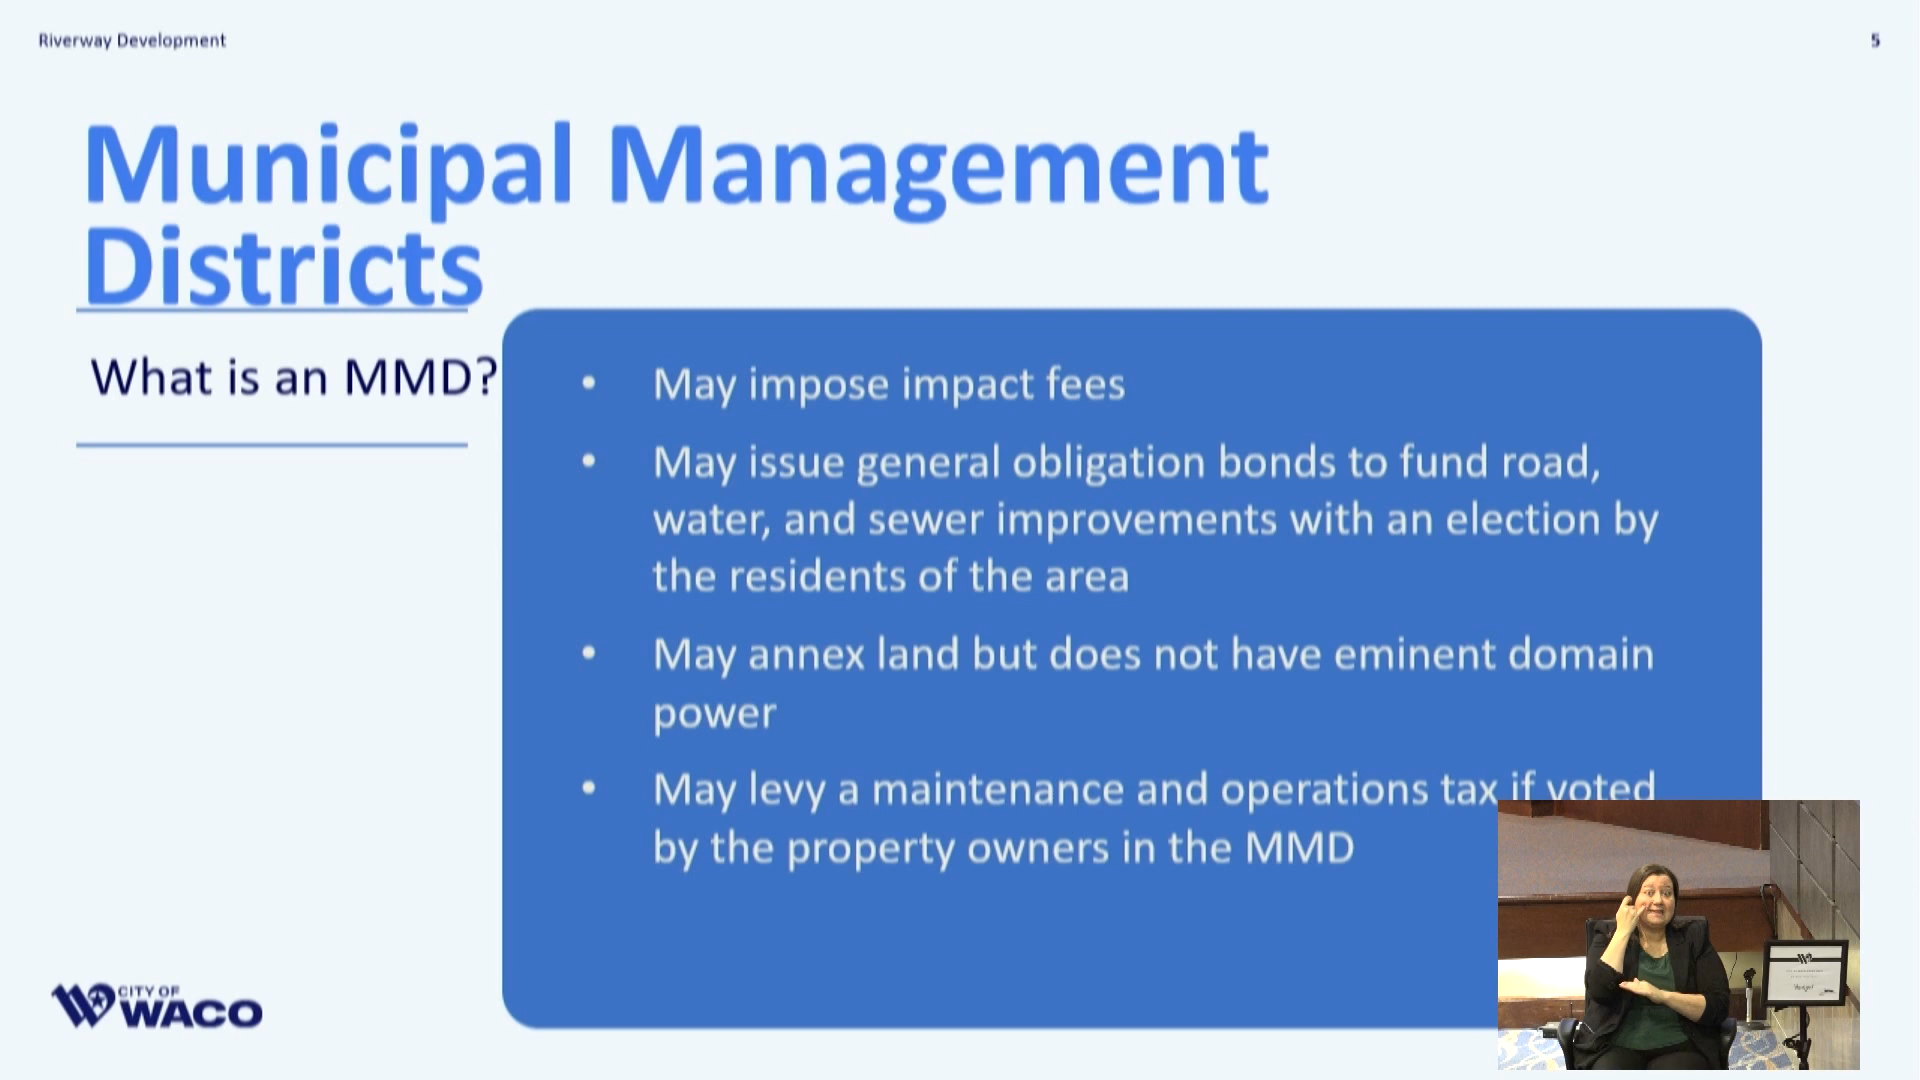 Riverway Development
5
Municipal Management
Districts
What is an MMD?
• May impose impact fees
• May issue general obligation bonds to fund road,
water, and sewer improvements with an election by
the residents of the area
• May annex land but does not have eminent domain
power
• May levy a maintenance and operations tax if voted
by the property owners in the MMD
CITY OF
WACO